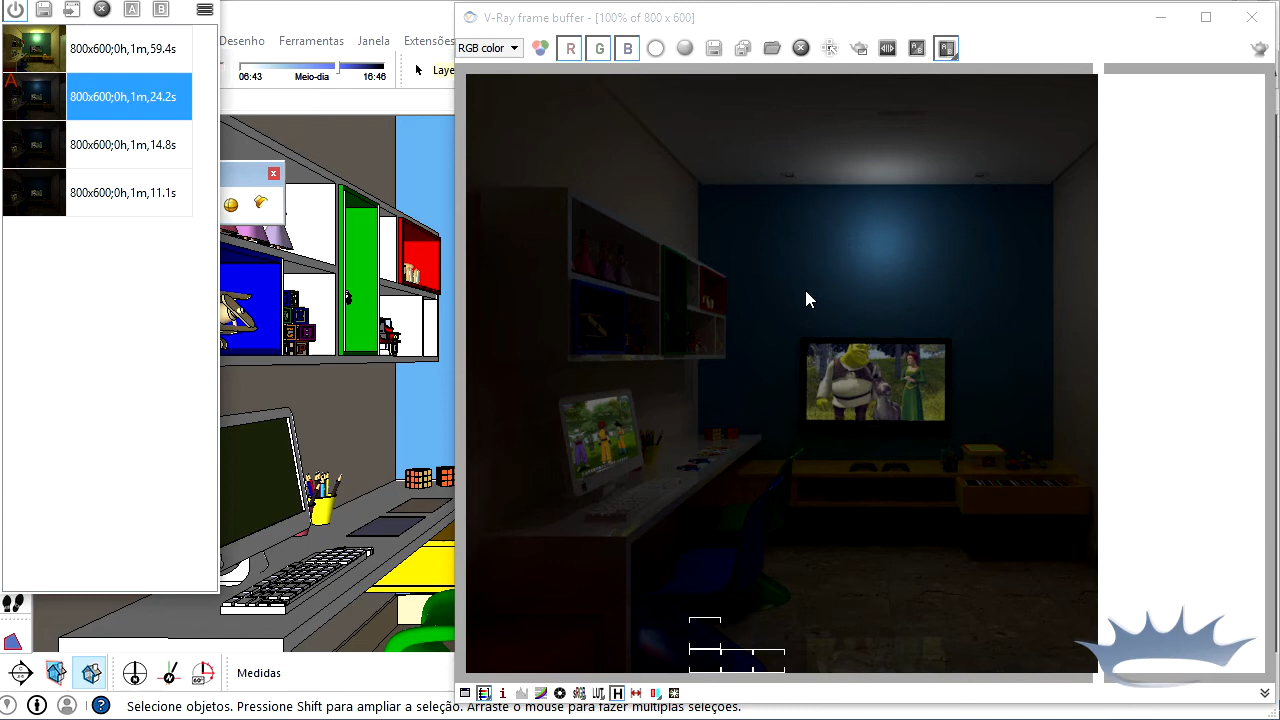 A B
800x600;0h,1m,59.4s
A
800x600;0h,1m,24.2s
800x600;0h,1m,14.8s
800x600;0h,1m,11.1s
Desenho Ferramentas Janela Extensões
06:43 Meio-dia 16:46
Laye
V-Ray frame buffer - [100% of 800 x 600]
RGB color R G B
LUT H
Medidas
Selecione objetos. Pressione Shift para ampliar a seleção. Arraste o mouse para fazer múltiplas seleções.